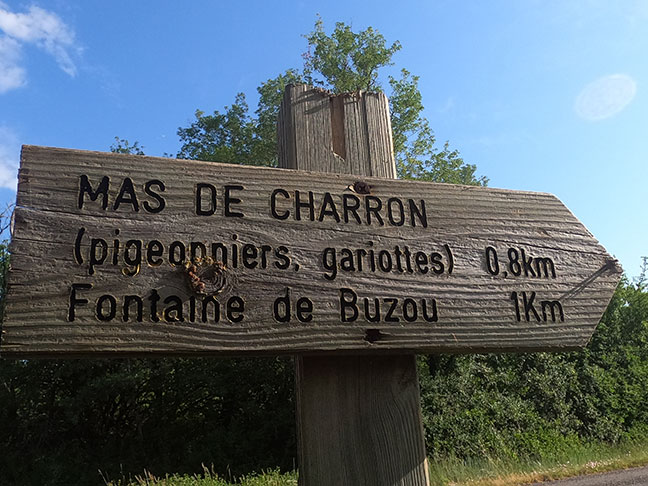 MAS DE CHARRON
(pigeonniers, gariottes) 0,8km
Fontaine de Buzou 1Km